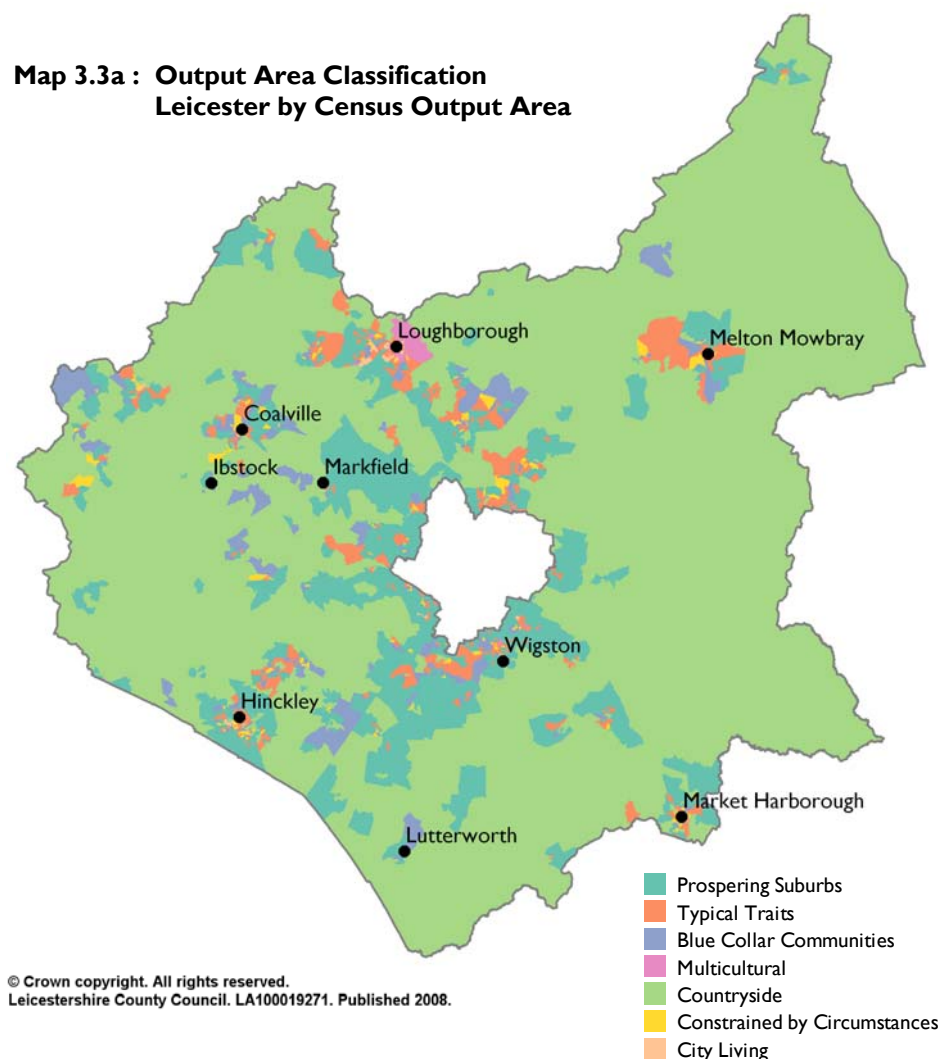 Map 3.3a : Output Area Classification
Leicester by Census Output Area
Loughborough
Melton Mowbray
Coalville
Ibstock
Markfield
Wigston
Hinckley
Market Harborough
Lutterworth
Prospering Suburbs
Typical Traits
Blue Collar Communities
Multicultural
Countryside
Constrained by Circumstances
City Living
© Crown copyright. All rights reserved.
Leicestershire County Council. LA100019271. Published 2008.